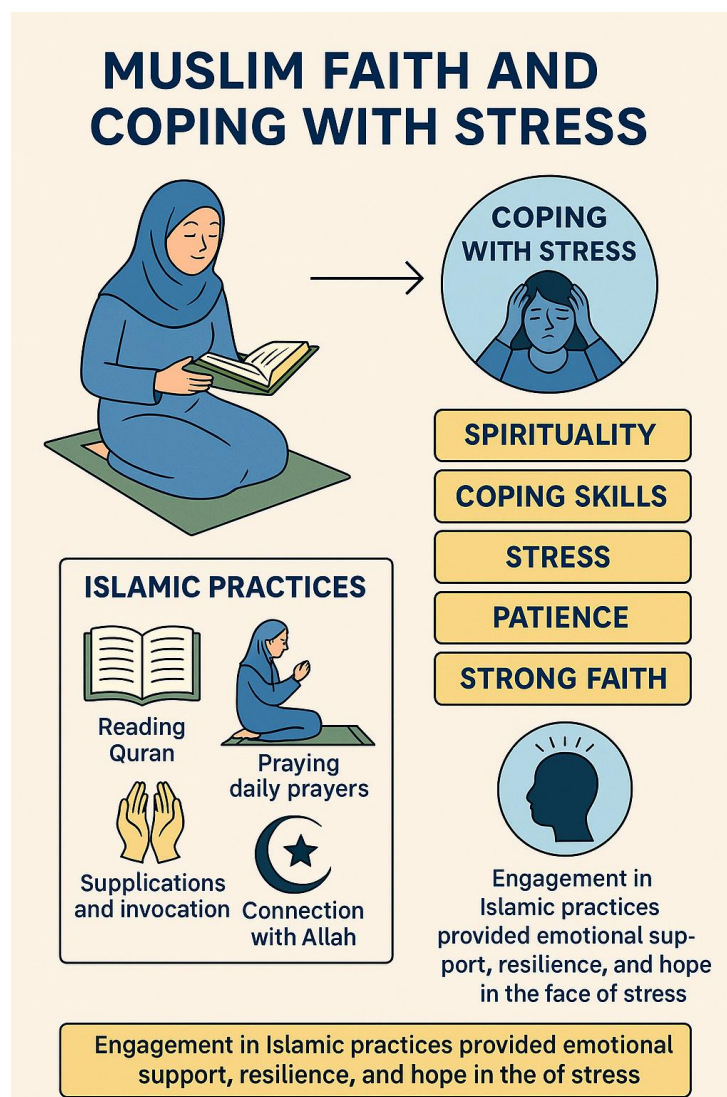 MUSLIM FAITH AND
COPING WITH STRESS
COPING
WITH STRESS
SPIRITUALITY
COPING SKILLS
STRESS
PATIENCE
STRONG FAITH
ISLAMIC PRACTICES
Reading
Quran
Praying
daily prayers
Supplications
and invocation
Connection
with Allah
Engagement in
Islamic practices
provided emotional sup-
port, resilience, and hope
in the face of stress
Engagement in Islamic practices provided emotional
support, resilience, and hope in the of stress